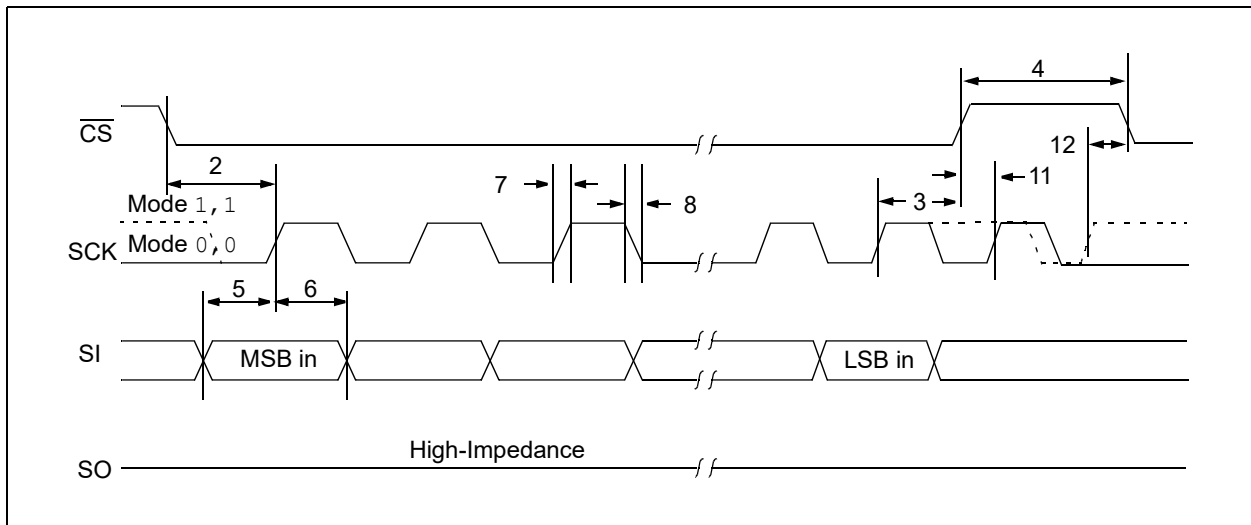 4
C̅S̅
12
2
7
8
3
11
Mode 1,1
Mode 0,0
SCK
5
6
SI
MSB in
LSB in
High-Impedance
SO